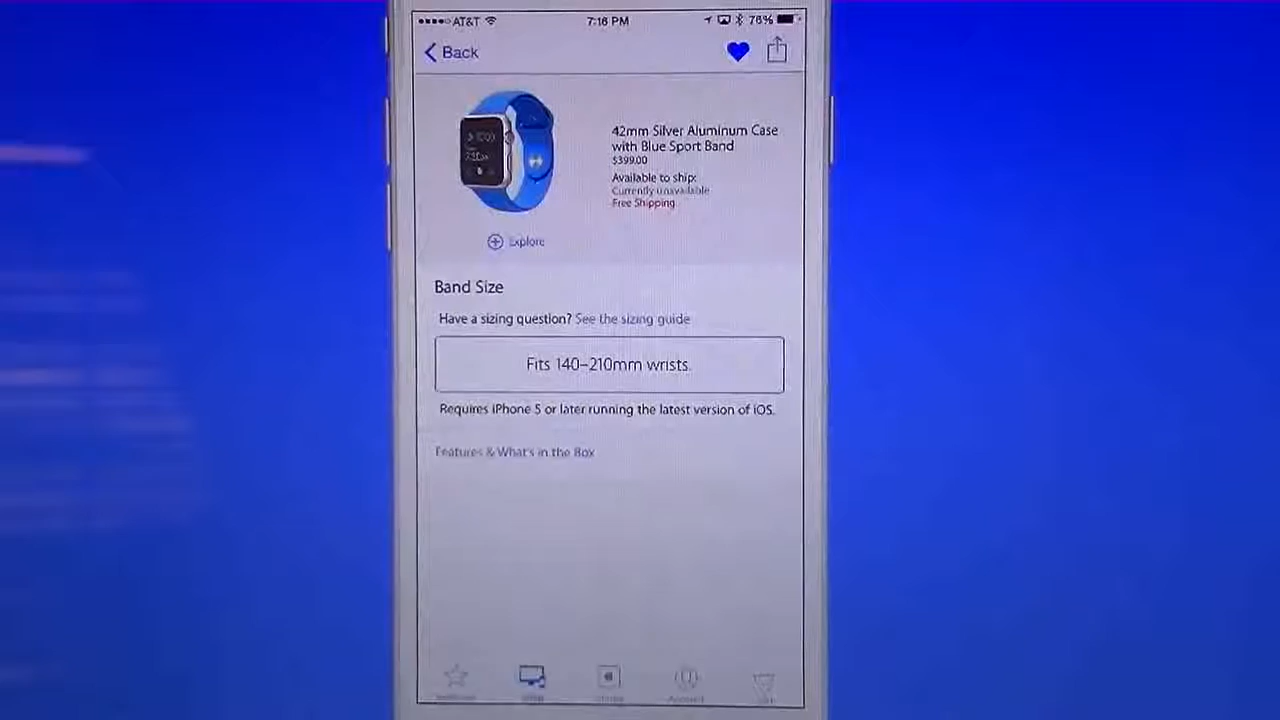 AT&T 7:16 PM 76%
Back
42mm Silver Aluminum Case
with Blue Sport Band
$399.00
Available to ship:
Currently unavailable
Free Shipping
Explore
Band Size
Have a sizing question? See the sizing guide
Fits 140–210mm wrists.
Requires iPhone 5 or later running the latest version of iOS.
Features & What's in the Box